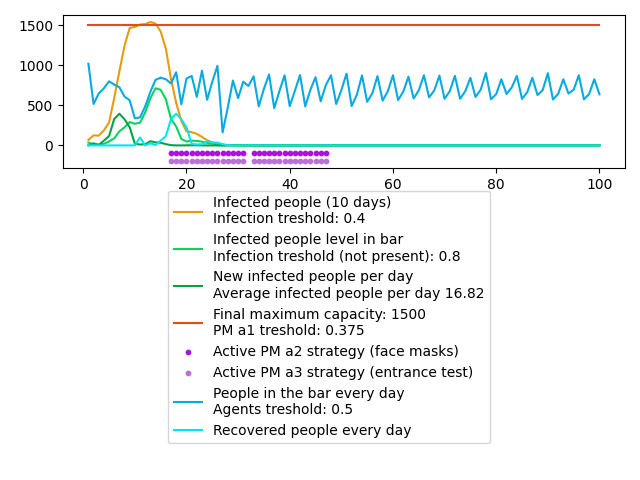 1500
1000
500
0
0 20 40 60 80 100
Infected people (10 days)
Infection treshold: 0.4
Infected people level in bar
Infection treshold (not present): 0.8
New infected people per day
Average infected people per day 16.82
Final maximum capacity: 1500
PM a1 treshold: 0.375
Active PM a2 strategy (face masks)
Active PM a3 strategy (entrance test)
People in the bar every day
Agents treshold: 0.5
Recovered people every day